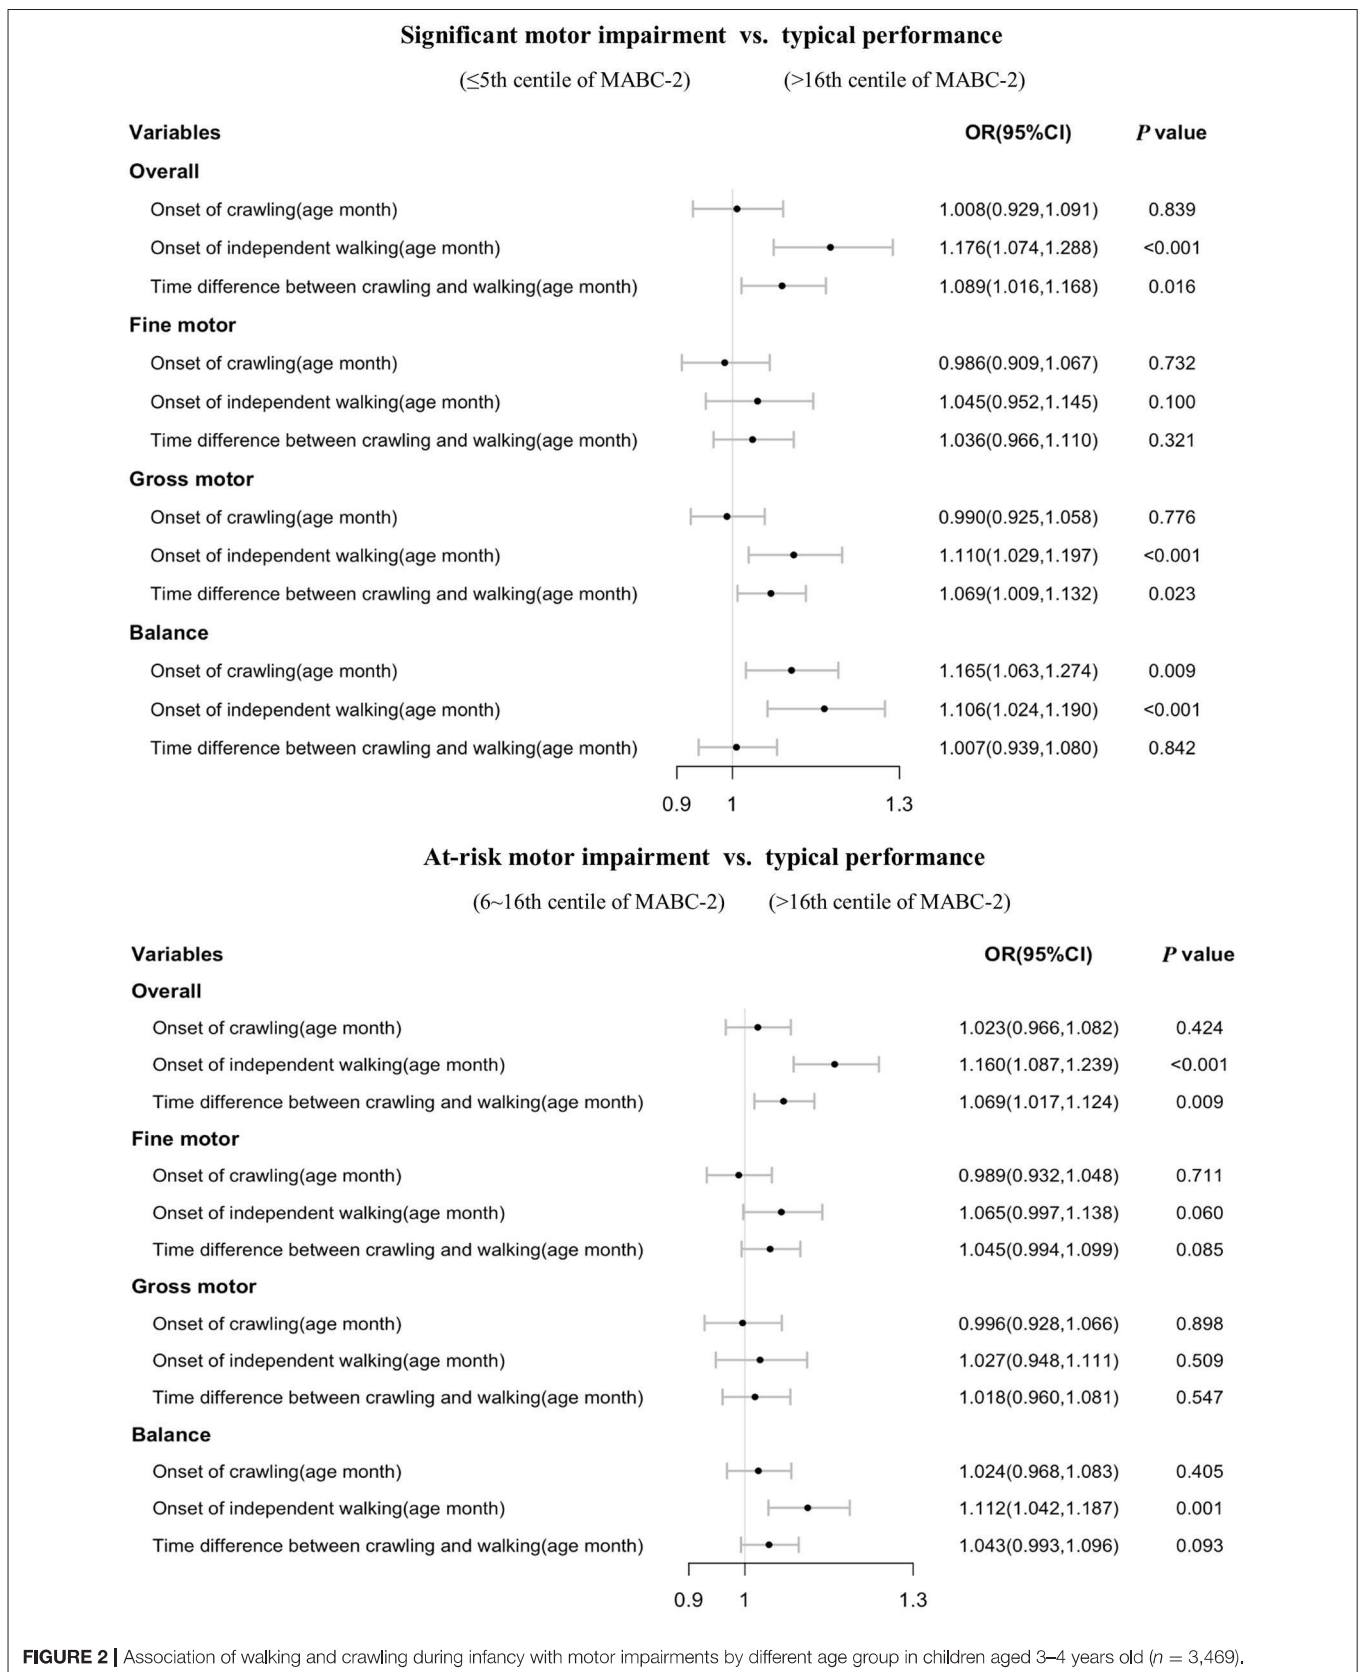 Significant motor impairment vs. typical performance
(≤5th centile of MABC-2) (>16th centile of MABC-2)
Variables OR(95%CI) P value
Overall
Onset of crawling(age month) 1.008(0.929,1.091) 0.839
Onset of independent walking(age month) 1.176(1.074,1.288) <0.001
Time difference between crawling and walking(age month) 1.089(1.016,1.168) 0.016
Fine motor
Onset of crawling(age month) 0.986(0.909,1.067) 0.732
Onset of independent walking(age month) 1.045(0.952,1.145) 0.100
Time difference between crawling and walking(age month) 1.036(0.966,1.110) 0.321
Gross motor
Onset of crawling(age month) 0.990(0.925,1.058) 0.776
Onset of independent walking(age month) 1.110(1.029,1.197) <0.001
Time difference between crawling and walking(age month) 1.069(1.009,1.132) 0.023
Balance
Onset of crawling(age month) 1.165(1.063,1.274) 0.009
Onset of independent walking(age month) 1.106(1.024,1.190) <0.001
Time difference between crawling and walking(age month) 1.007(0.939,1.080) 0.842
0.9 1 1.3
At-risk motor impairment vs. typical performance
(6~16th centile of MABC-2) (>16th centile of MABC-2)
Variables OR(95%CI) P value
Overall
Onset of crawling(age month) 1.023(0.966,1.082) 0.424
Onset of independent walking(age month) 1.160(1.087,1.239) <0.001
Time difference between crawling and walking(age month) 1.069(1.017,1.124) 0.009
Fine motor
Onset of crawling(age month) 0.989(0.932,1.048) 0.711
Onset of independent walking(age month) 1.065(0.997,1.138) 0.060
Time difference between crawling and walking(age month) 1.045(0.994,1.099) 0.085
Gross motor
Onset of crawling(age month) 0.996(0.928,1.066) 0.898
Onset of independent walking(age month) 1.027(0.948,1.111) 0.509
Time difference between crawling and walking(age month) 1.018(0.960,1.081) 0.547
Balance
Onset of crawling(age month) 1.024(0.968,1.083) 0.405
Onset of independent walking(age month) 1.112(1.042,1.187) 0.001
Time difference between crawling and walking(age month) 1.043(0.993,1.096) 0.093
0.9 1 1.3
FIGURE 2 | Association of walking and crawling during infancy with motor impairments by different age group in children aged 3–4 years old (n = 3,469).